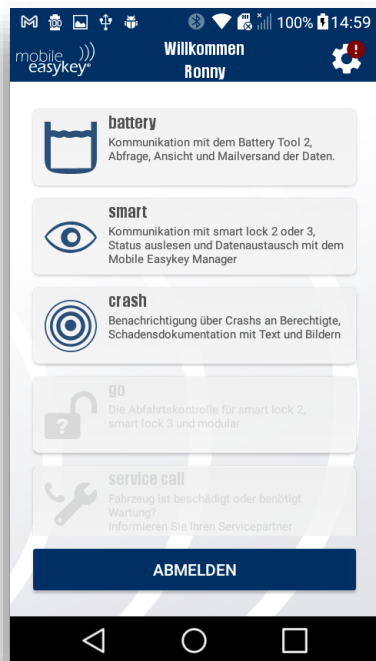 100% 14:59
mobile )))
easykey®
Willkommen
Ronny
battery
Kommunikation mit dem Battery Tool 2,
Abfrage, Ansicht und Mailversand der Daten.
smart
Kommunikation mit smart lock 2 oder 3,
Status auslesen und Datenaustausch mit dem
Mobile Easykey Manager
crash
Benachrichtigung über Crashs an Berechtigte,
Schadensdokumentation mit Text und Bildern
go
Die Abfahrtskontrolle für smart lock 2,
smart lock 3 und modular
service call
Fahrzeug ist beschädigt oder benötigt
Wartung?
Informieren Sie Ihren Servicepartner
ABMELDEN